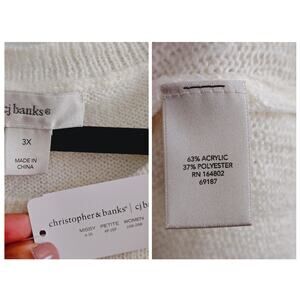 cj banks®
3X
MADE IN
CHINA
christopher & banks® | cj banks
MISSY PETITE WOMEN
63% ACRYLIC
37% POLYESTER
RN 164802
69187